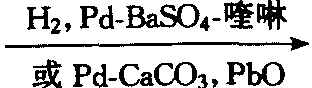 H₂, Pd-BaSO₄-喹啉
或 Pd-CaCO₃, PbO